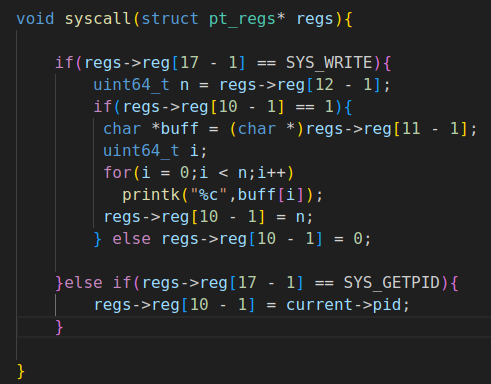 void syscall(struct pt_regs* regs){
if(regs->reg[17 - 1] == SYS_WRITE){
uint64_t n = regs->reg[12 - 1];
if(regs->reg[10 - 1] == 1){
char *buff = (char *)regs->reg[11 - 1];
uint64_t i;
for(i = 0;i < n;i++)
printk("%c",buff[i]);
regs->reg[10 - 1] = n;
} else regs->reg[10 - 1] = 0;
}else if(regs->reg[17 - 1] == SYS_GETPID){
regs->reg[10 - 1] = current->pid;
}
}